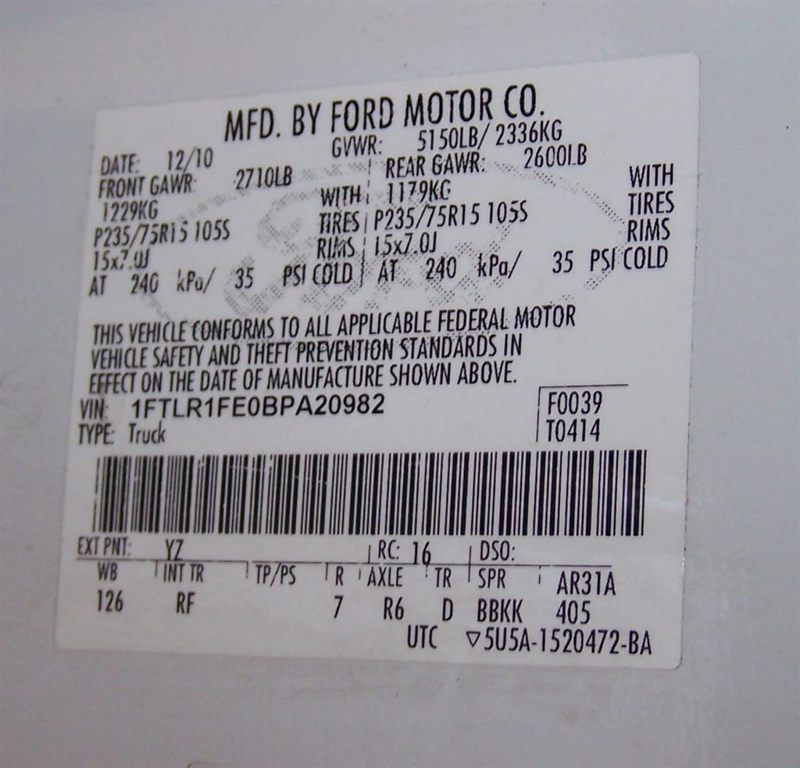 MFD. BY FORD MOTOR CO.
DATE: 12/10 GVWR: 5150LB/ 2336KG
FRONT GAWR: 2710LB REAR GAWR: 2600LB
1229KG WITH 1179KG WITH
P235/75R15 105S TIRES P235/75R15 105S TIRES
15x7.0J RIMS 15x7.0J RIMS
AT 240 kPa/ 35 PSI COLD AT 240 kPa/ 35 PSI COLD
THIS VEHICLE CONFORMS TO ALL APPLICABLE FEDERAL MOTOR
VEHICLE SAFETY AND THEFT PREVENTION STANDARDS IN
EFFECT ON THE DATE OF MANUFACTURE SHOWN ABOVE.
VIN: 1FTLR1FE0BPA20982 F0039
TYPE: Truck T0414
EXT PNT: YZ RC: 16 DSO:
WB INT TR TP/PS R AXLE TR SPR AR31A
126 RF 7 R6 D BBKK 405
UTC ▽5U5A-1520472-BA